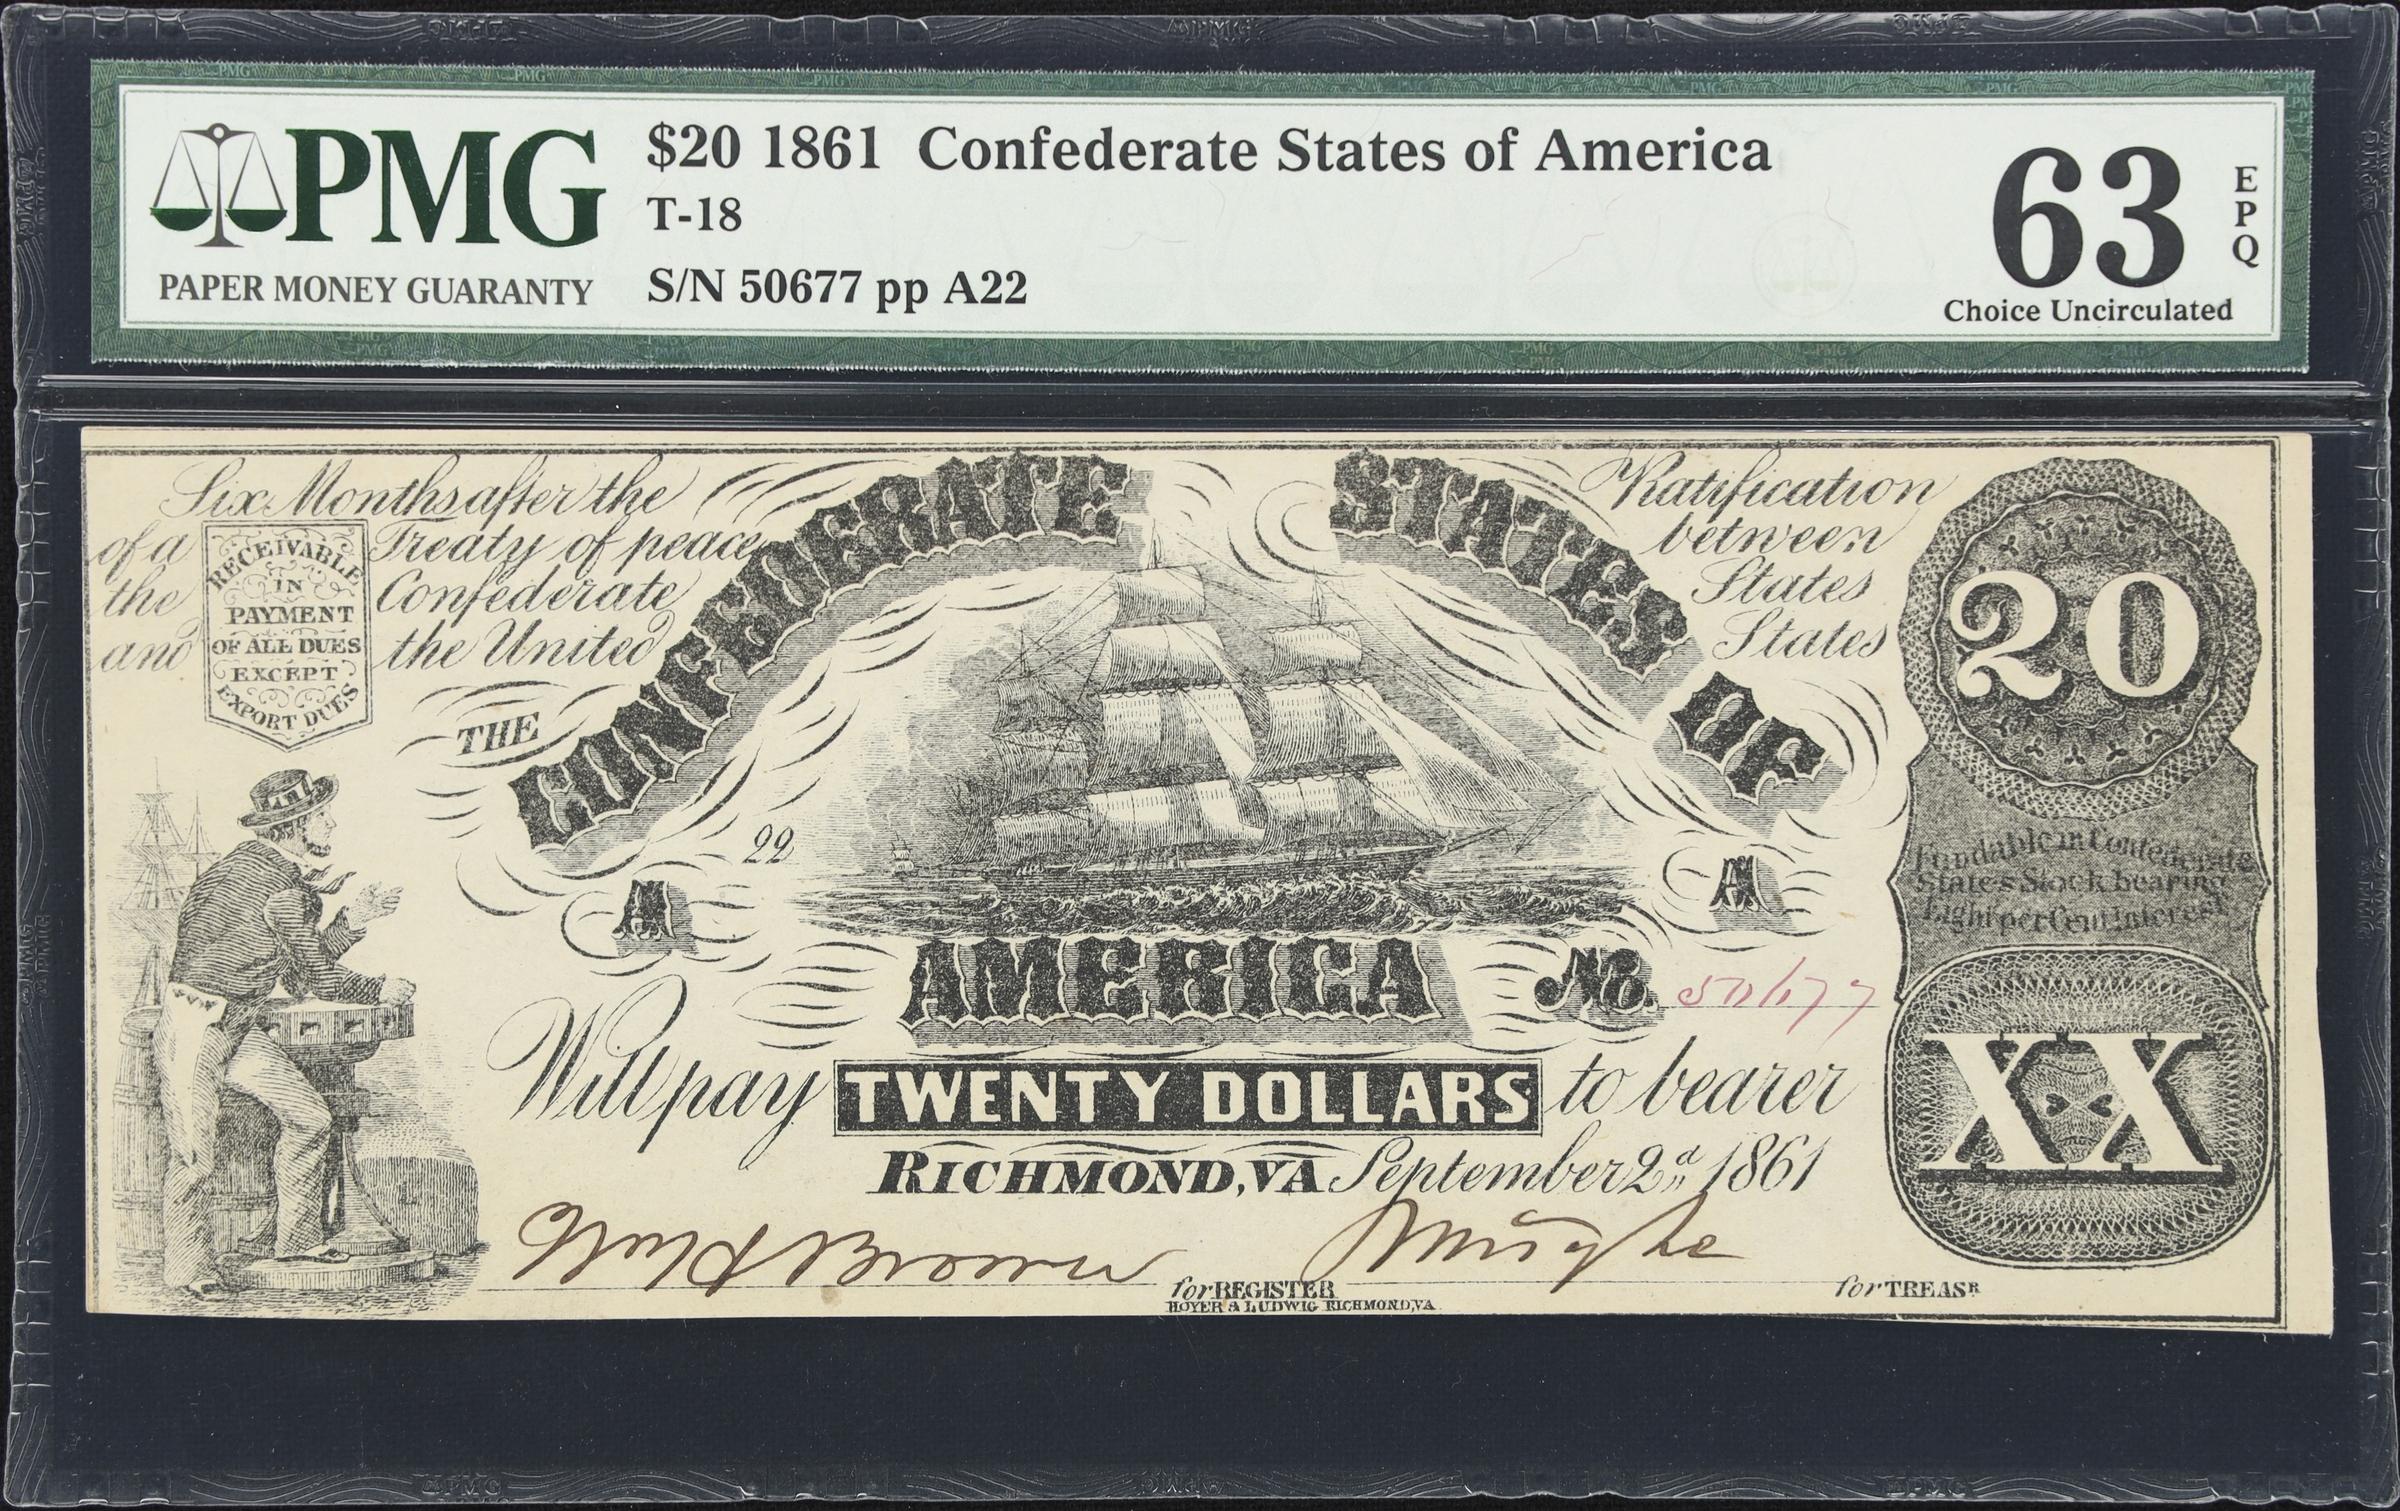 PMG
PAPER MONEY GUARANTY
$20 1861 Confederate States of America
T-18
S/N 50677 pp A22
63
EPQ
Choice Uncirculated
Six Months after the Ratification
of a Treaty of peace between
the Confederate States
and the United States
RECEIVABLE
IN
PAYMENT
OF ALL DUES
EXCEPT
EXPORT DUES
THE CONFEDERATE STATES OF
AMERICA
22
A
A
No. 50677
20
Fundable in Confederate
States Stock bearing
Eight per Cent Interest
XX
Will pay TWENTY DOLLARS to bearer
RICHMOND, VA September 2d 1861
Wm H S Brown
for REGISTER
for TREASR
HOYER & LUDWIG RICHMOND, VA